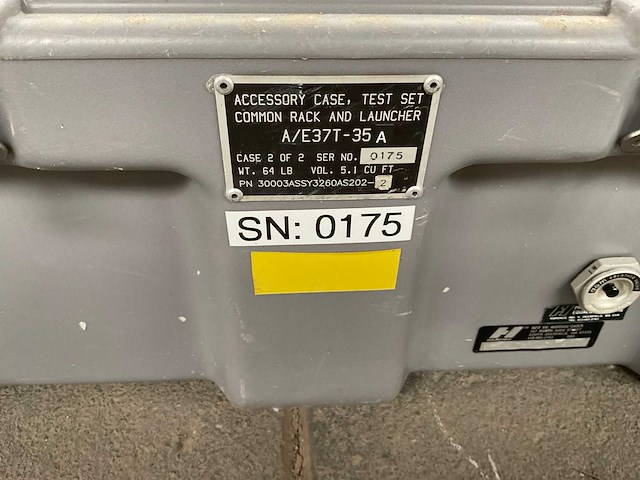 ACCESSORY CASE, TEST SET
COMMON RACK AND LAUNCHER
A/E37T-35 A
CASE 2 OF 2 SER NO. 0175
WT. 64 LB VOL. 5.1 CU FT
PN 30003ASSY3260AS202-2
SN: 0175